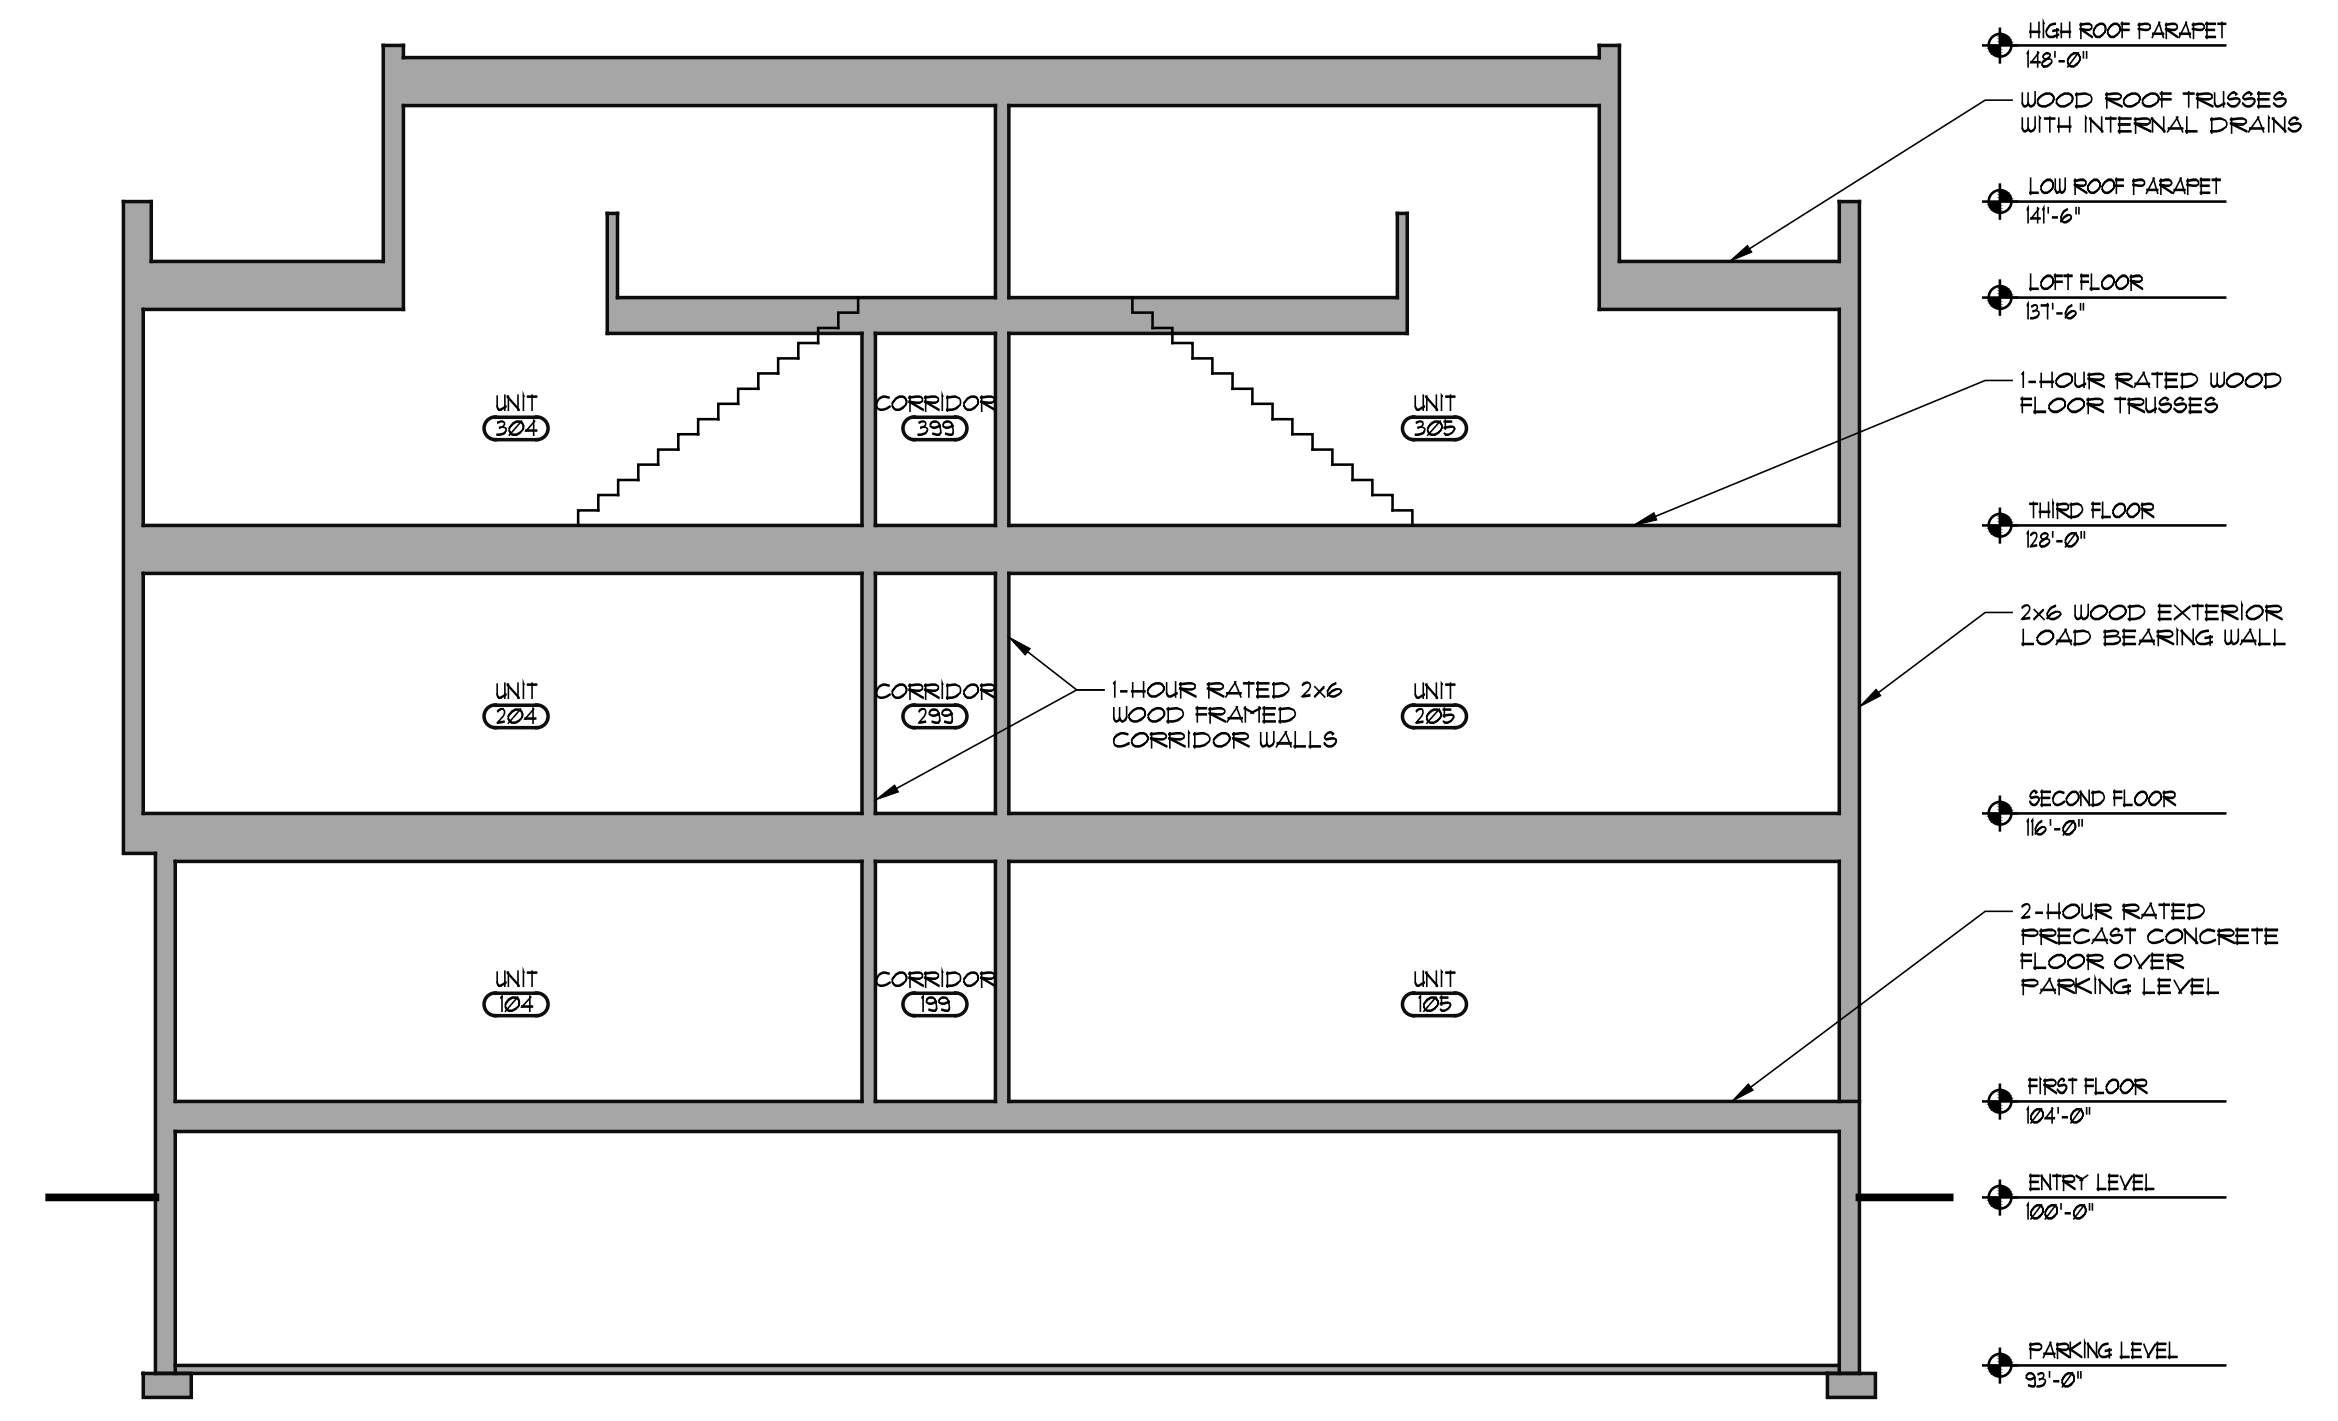 HIGH ROOF PARAPET
148'-0"
WOOD ROOF TRUSSES
WITH INTERNAL DRAINS
LOW ROOF PARAPET
141'-6"
LOFT FLOOR
137'-6"
1-HOUR RATED WOOD
FLOOR TRUSSES
UNIT
304
CORRIDOR
399
UNIT
305
THIRD FLOOR
128'-0"
2x6 WOOD EXTERIOR
LOAD BEARING WALL
UNIT
204
CORRIDOR
299
1-HOUR RATED 2x6
WOOD FRAMED
CORRIDOR WALLS
UNIT
205
SECOND FLOOR
116'-0"
2-HOUR RATED
PRECAST CONCRETE
FLOOR OVER
PARKING LEVEL
UNIT
104
CORRIDOR
199
UNIT
105
FIRST FLOOR
104'-0"
ENTRY LEVEL
100'-0"
PARKING LEVEL
93'-0"